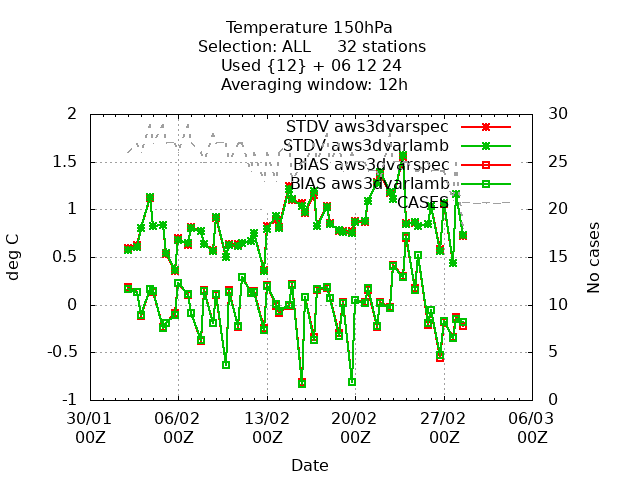 Temperature 150hPa
Selection: ALL 32 stations
Used {12} + 06 12 24
Averaging window: 12h
2
1.5
1
0.5
0
-0.5
-1
deg C
30
25
20
15
10
5
0
No cases
STDV aws3dvarspec
STDV aws3dvarlamb
BIAS aws3dvarspec
BIAS aws3dvarlamb
CASES
30/01 06/02 13/02 20/02 27/02 06/03
00Z 00Z 00Z 00Z 00Z 00Z
Date